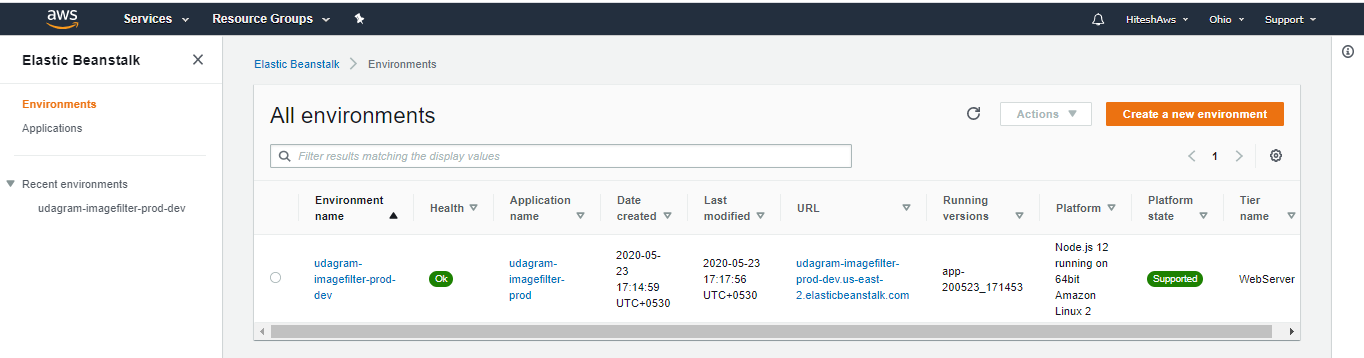 aws Services Resource Groups HiteshAws Ohio Support
Elastic Beanstalk
Environments
Applications
Recent environments
udagram-imagefilter-prod-dev
Elastic Beanstalk Environments
All environments
Actions
Create a new environment
Filter results matching the display values
1
Environment
name
Health
Application
name
Date
created
Last
modified
URL
Running
versions
Platform
Platform
state
Tier
name
udagram-
imagefilter-prod-
dev
Ok
udagram-
imagefilter-
prod
2020-05-
23
17:14:59
UTC+0530
2020-05-23
17:17:56
UTC+0530
udagram-imagefilter-
prod-dev.us-east-
2.elasticbeanstalk.com
app-
200523_171453
Node.js 12
running on
64bit
Amazon
Linux 2
Supported
WebServer